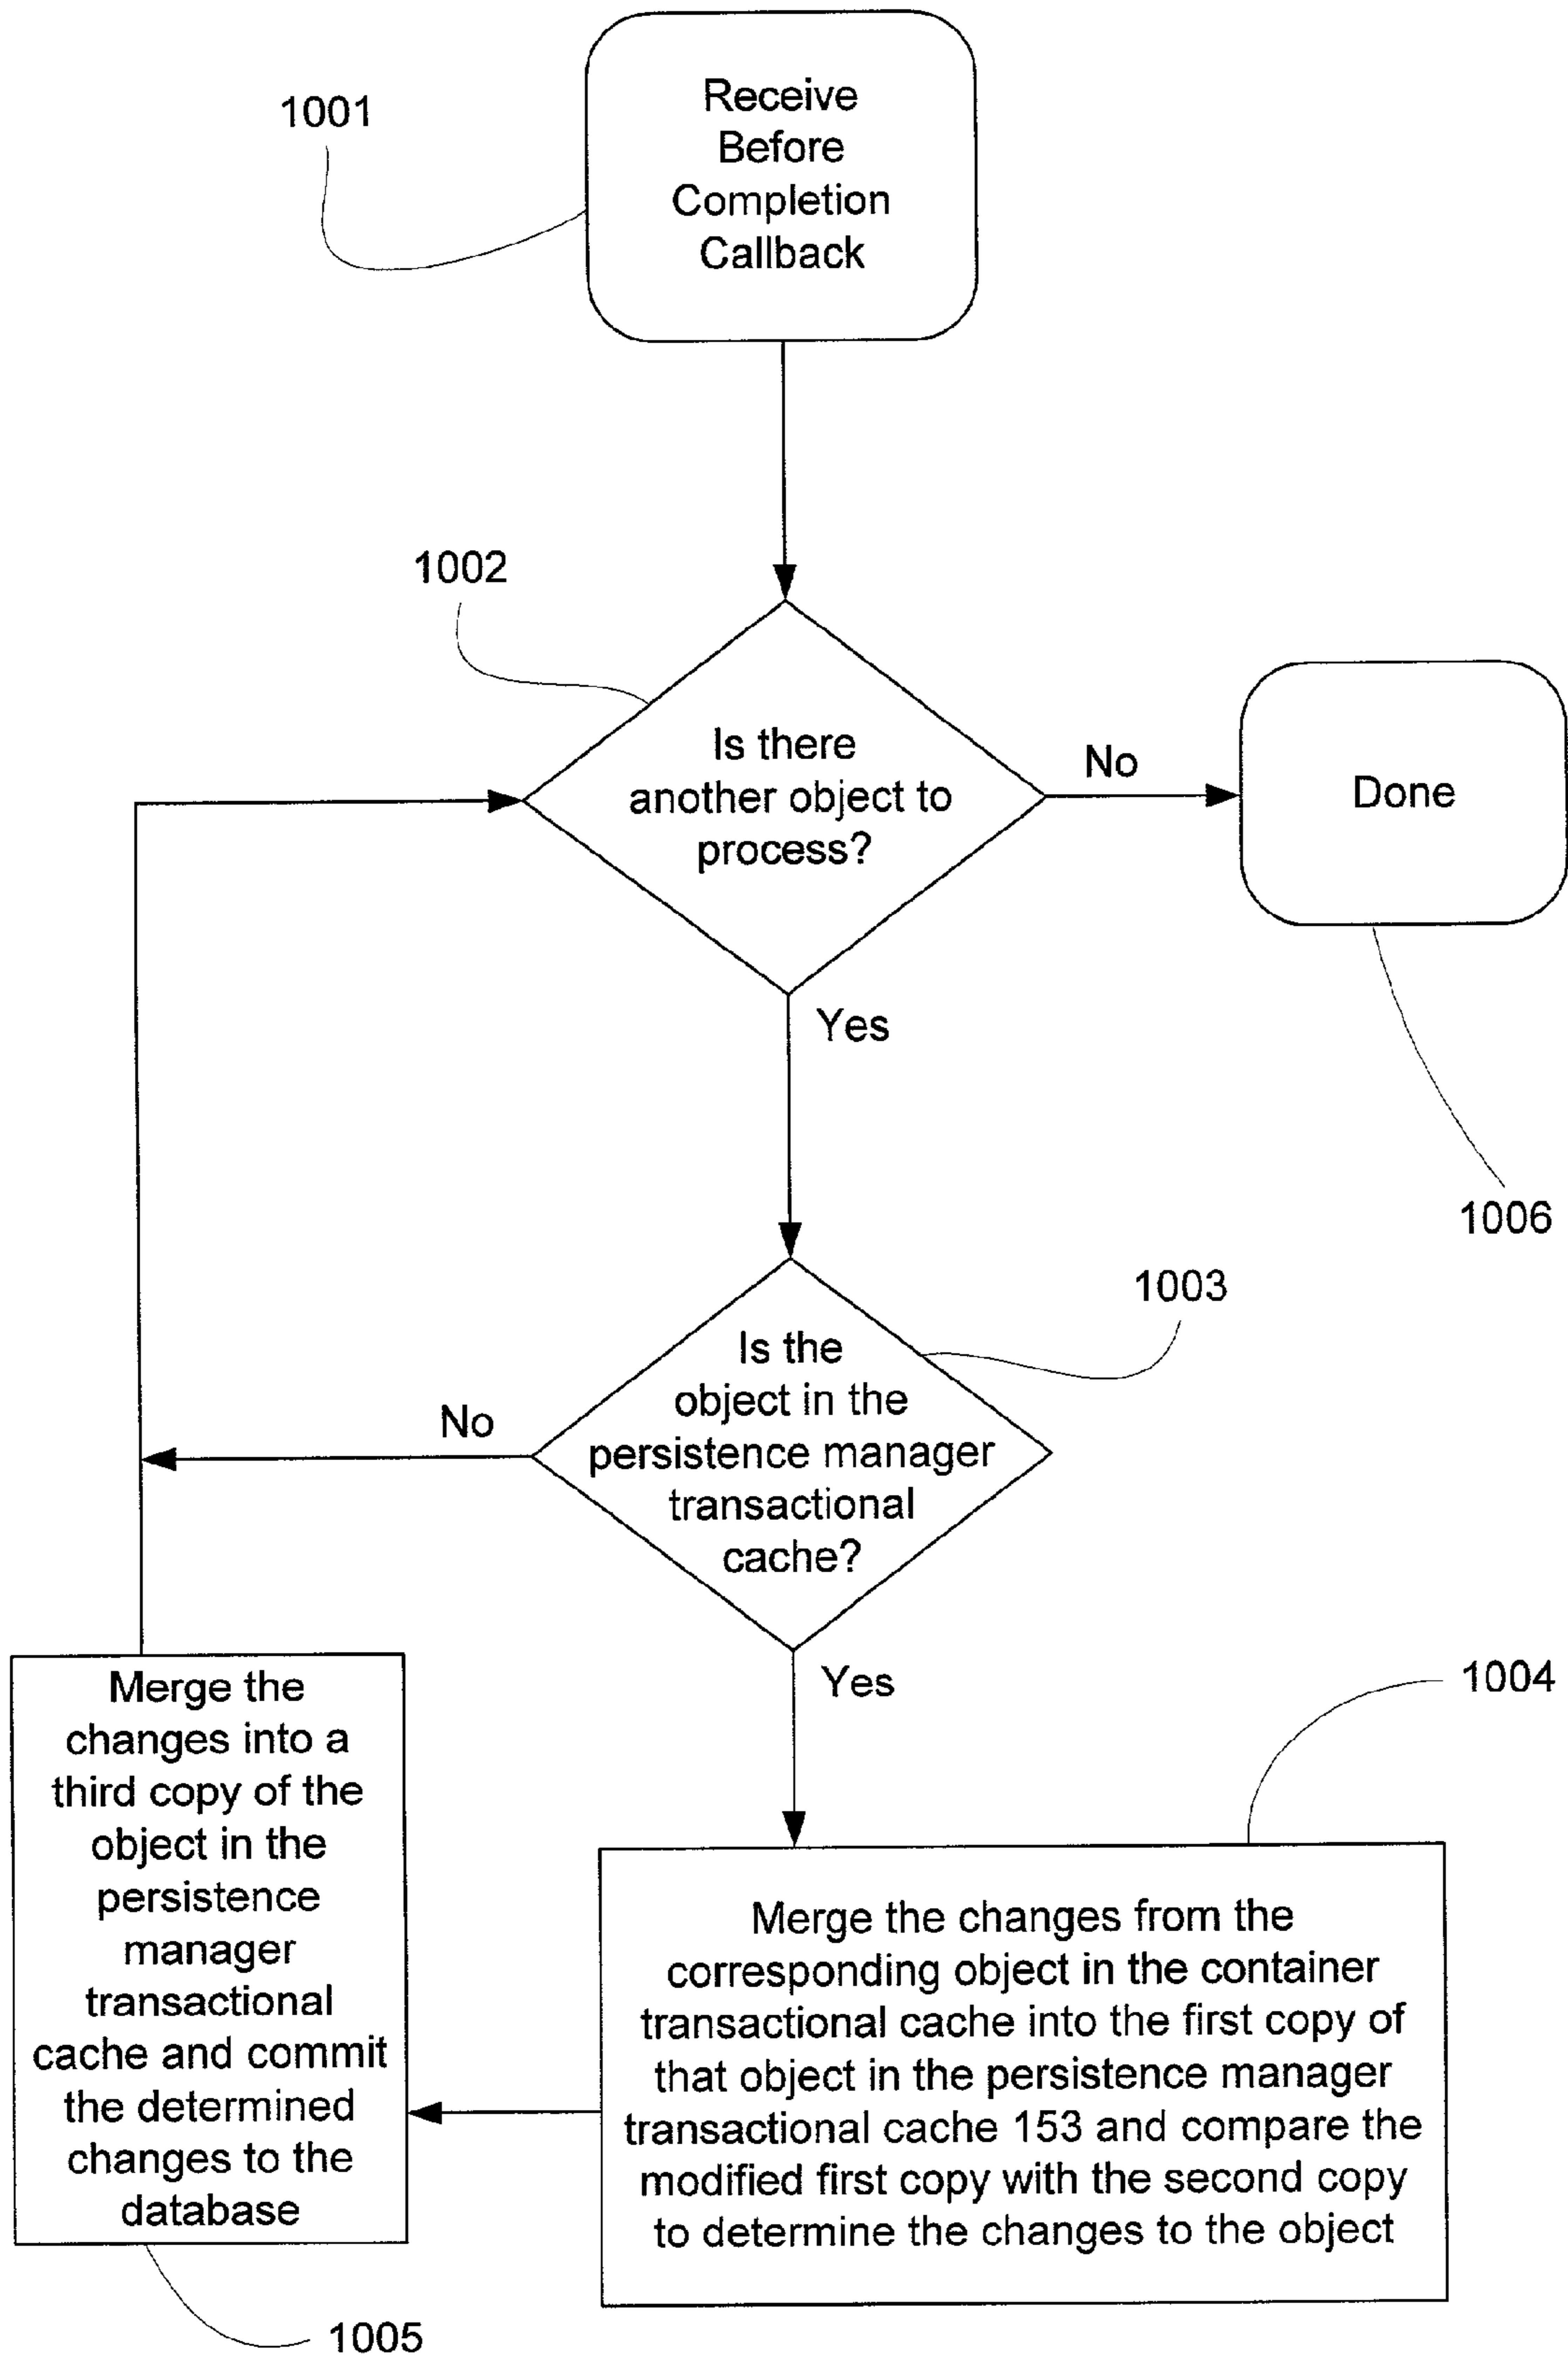 1001
Receive
Before
Completion
Callback
1002
Is there
another object to
process?
No
Done
Yes
1006
1003
Is the
object in the
persistence manager
transactional
cache?
No
Yes
1004
Merge the
changes into a
third copy of the
object in the
persistence
manager
transactional
cache and commit
the determined
changes to the
database
Merge the changes from the
corresponding object in the container
transactional cache into the first copy of
that object in the persistence manager
transactional cache 153 and compare the
modified first copy with the second copy
to determine the changes to the object
1005